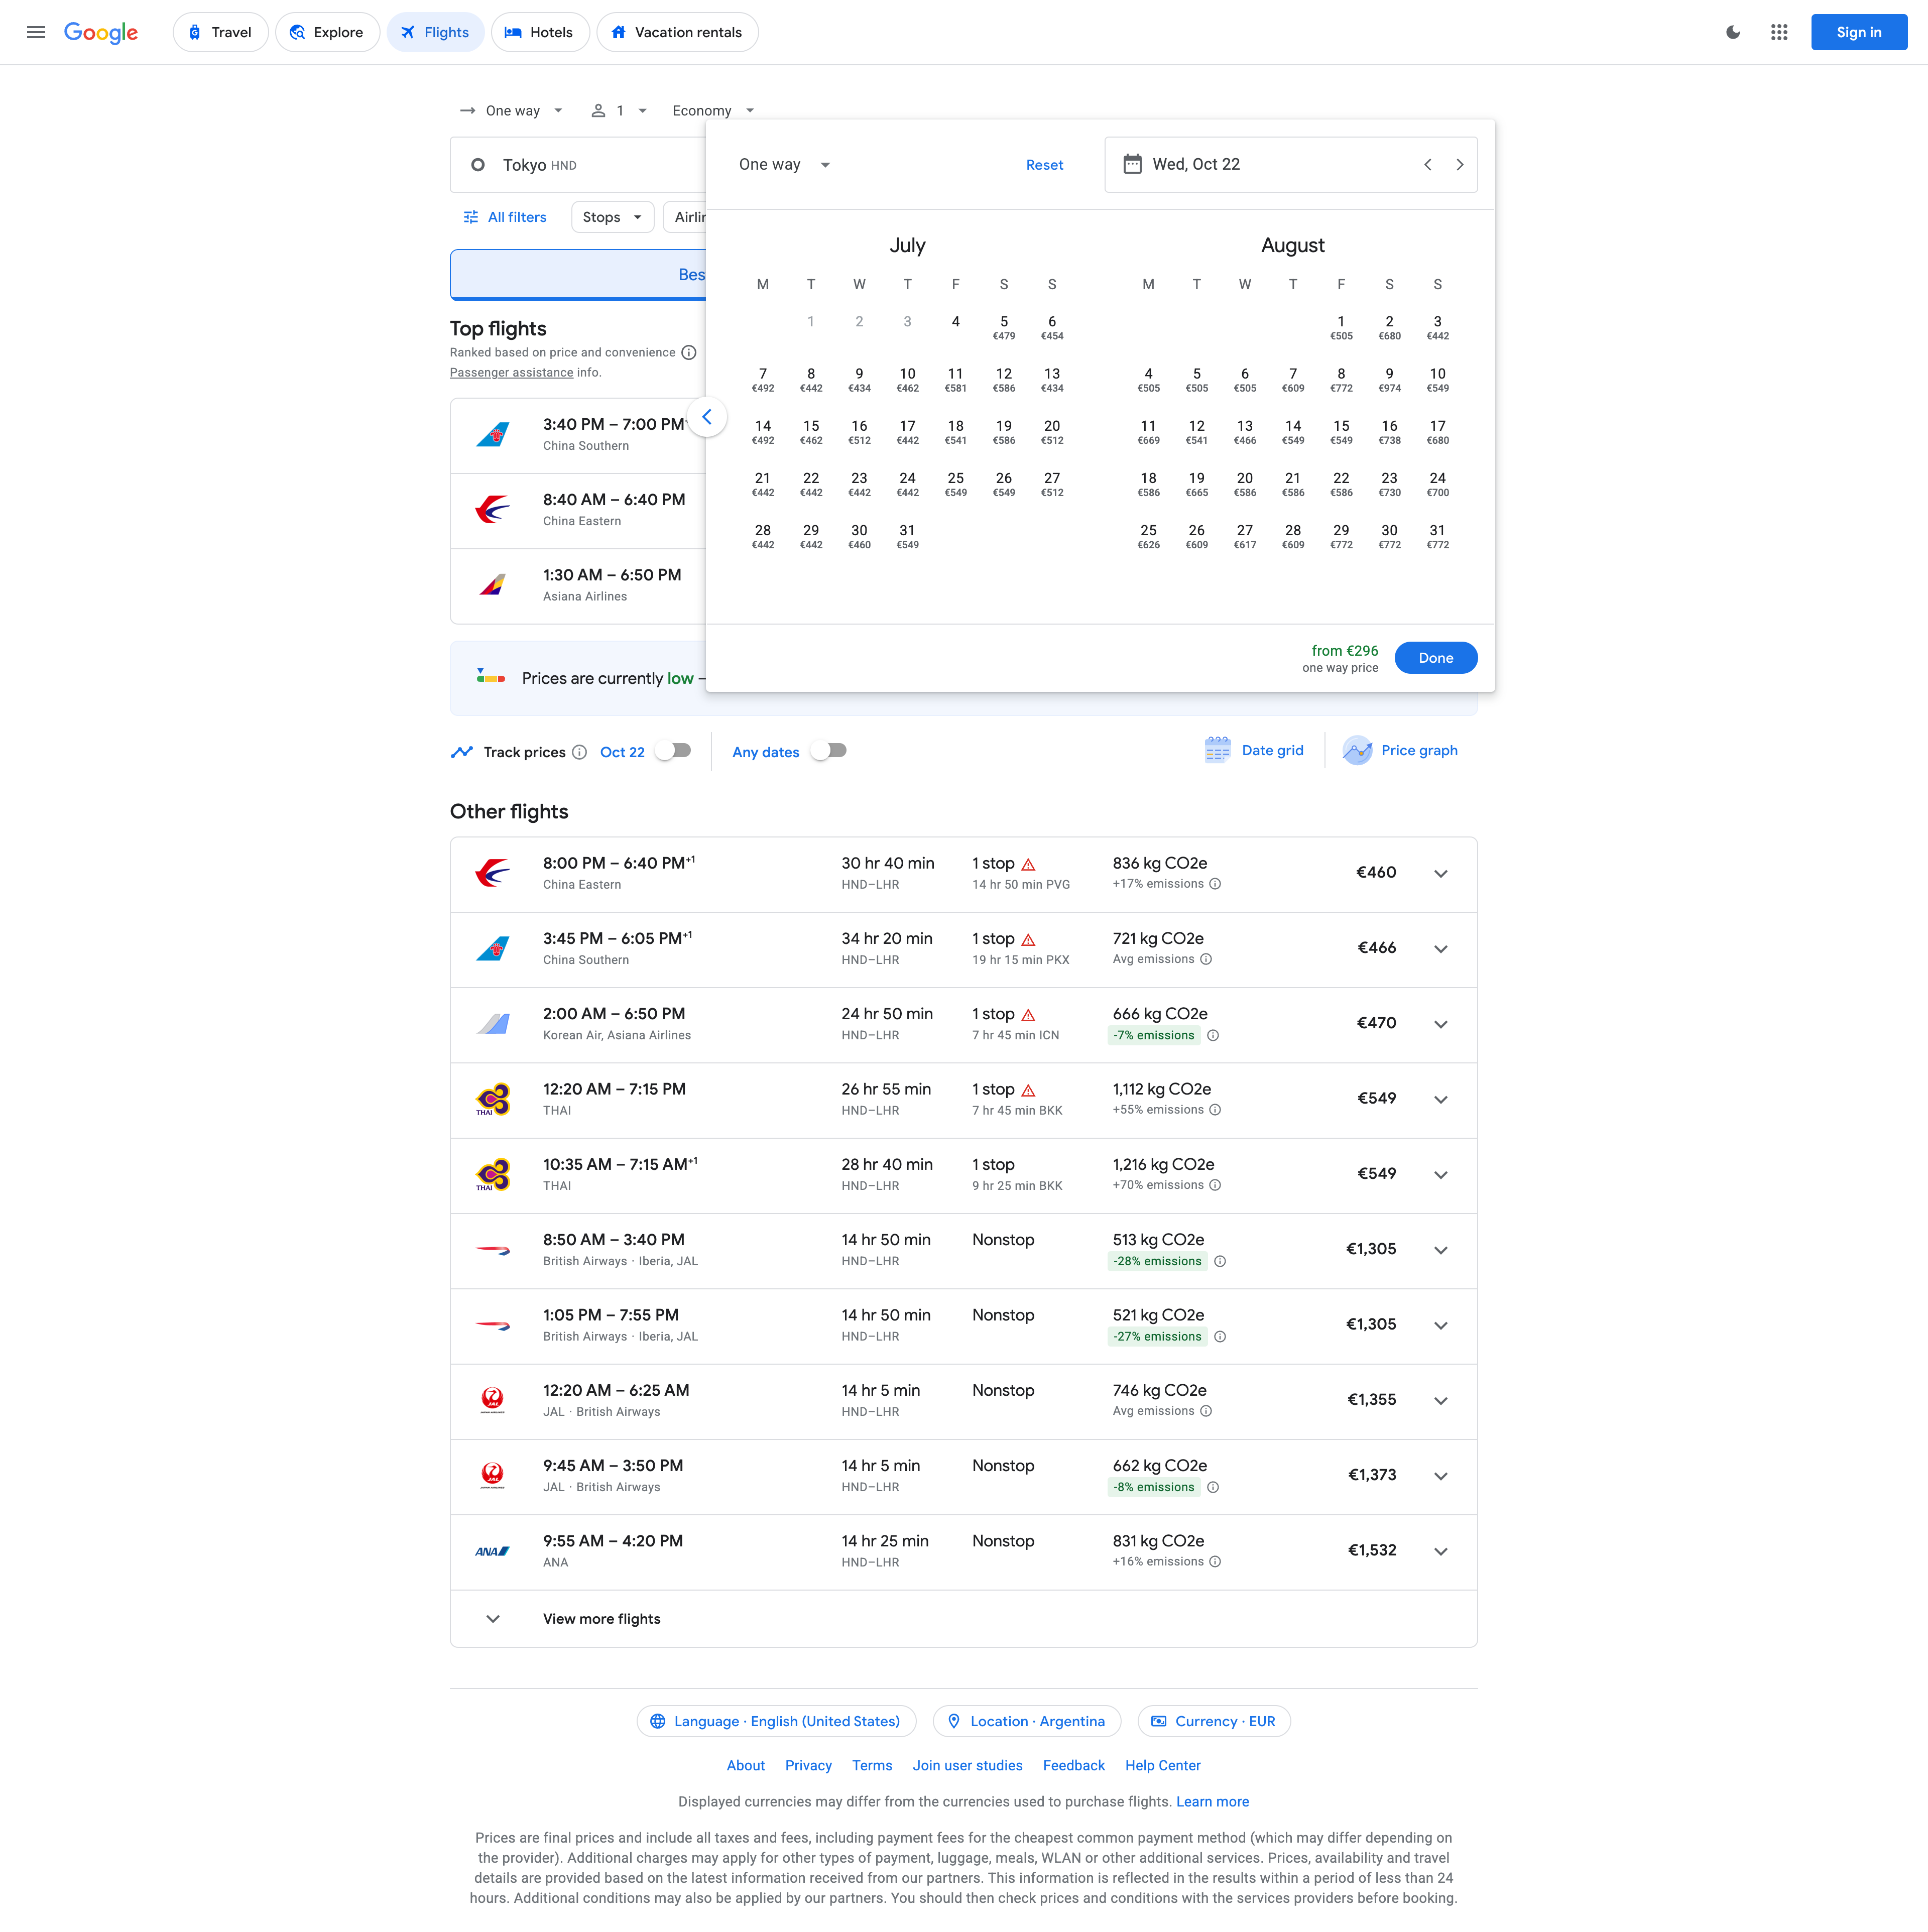 Google
Travel
Explore
Flights
Hotels
Vacation rentals
Sign in
One way
1
Economy
Tokyo HND
One way
Reset
Wed, Oct 22
All filters
Stops
Airlin
Bes
July
August
M T W T F S S
M T W T F S S
1 2 3 4 5 6
€479 €454
1 2 3
€505 €680 €442
7 8 9 10 11 12 13
€492 €442 €434 €462 €581 €586 €434
4 5 6 7 8 9 10
€505 €505 €505 €609 €772 €974 €549
14 15 16 17 18 19 20
€492 €462 €512 €442 €541 €586 €512
11 12 13 14 15 16 17
€669 €541 €466 €549 €549 €738 €680
21 22 23 24 25 26 27
€442 €442 €442 €442 €549 €549 €512
18 19 20 21 22 23 24
€586 €665 €586 €586 €586 €730 €700
28 29 30 31
€442 €442 €460 €549
25 26 27 28 29 30 31
€626 €609 €617 €609 €772 €772 €772
from €296
one way price
Done
Top flights
Ranked based on price and convenience
Passenger assistance info.
3:40 PM – 7:00 PM
China Southern
8:40 AM – 6:40 PM
China Eastern
1:30 AM – 6:50 PM
Asiana Airlines
Prices are currently low –
Track prices
Oct 22
Any dates
Date grid
Price graph
Other flights
8:00 PM – 6:40 PM+1 30 hr 40 min 1 stop 836 kg CO2e €460
China Eastern HND–LHR 14 hr 50 min PVG +17% emissions
3:45 PM – 6:05 PM+1 34 hr 20 min 1 stop 721 kg CO2e €466
China Southern HND–LHR 19 hr 15 min PKX Avg emissions
2:00 AM – 6:50 PM 24 hr 50 min 1 stop 666 kg CO2e €470
Korean Air, Asiana Airlines HND–LHR 7 hr 45 min ICN -7% emissions
12:20 AM – 7:15 PM 26 hr 55 min 1 stop 1,112 kg CO2e €549
THAI THAI HND–LHR 7 hr 45 min BKK +55% emissions
10:35 AM – 7:15 AM+1 28 hr 40 min 1 stop 1,216 kg CO2e €549
THAI THAI HND–LHR 9 hr 25 min BKK +70% emissions
8:50 AM – 3:40 PM 14 hr 50 min Nonstop 513 kg CO2e €1,305
British Airways · Iberia, JAL HND–LHR -28% emissions
1:05 PM – 7:55 PM 14 hr 50 min Nonstop 521 kg CO2e €1,305
British Airways · Iberia, JAL HND–LHR -27% emissions
12:20 AM – 6:25 AM 14 hr 5 min Nonstop 746 kg CO2e €1,355
JAL JAL · British Airways HND–LHR Avg emissions
9:45 AM – 3:50 PM 14 hr 5 min Nonstop 662 kg CO2e €1,373
JAL JAL · British Airways HND–LHR -8% emissions
9:55 AM – 4:20 PM 14 hr 25 min Nonstop 831 kg CO2e €1,532
ANA ANA HND–LHR +16% emissions
View more flights
Language · English (United States)
Location · Argentina
Currency · EUR
About Privacy Terms Join user studies Feedback Help Center
Displayed currencies may differ from the currencies used to purchase flights. Learn more
Prices are final prices and include all taxes and fees, including payment fees for the cheapest common payment method (which may differ depending on
the provider). Additional charges may apply for other types of payment, luggage, meals, WLAN or other additional services. Prices, availability and travel
details are provided based on the latest information received from our partners. This information is reflected in the results within a period of less than 24
hours. Additional conditions may also be applied by our partners. You should then check prices and conditions with the services providers before booking.